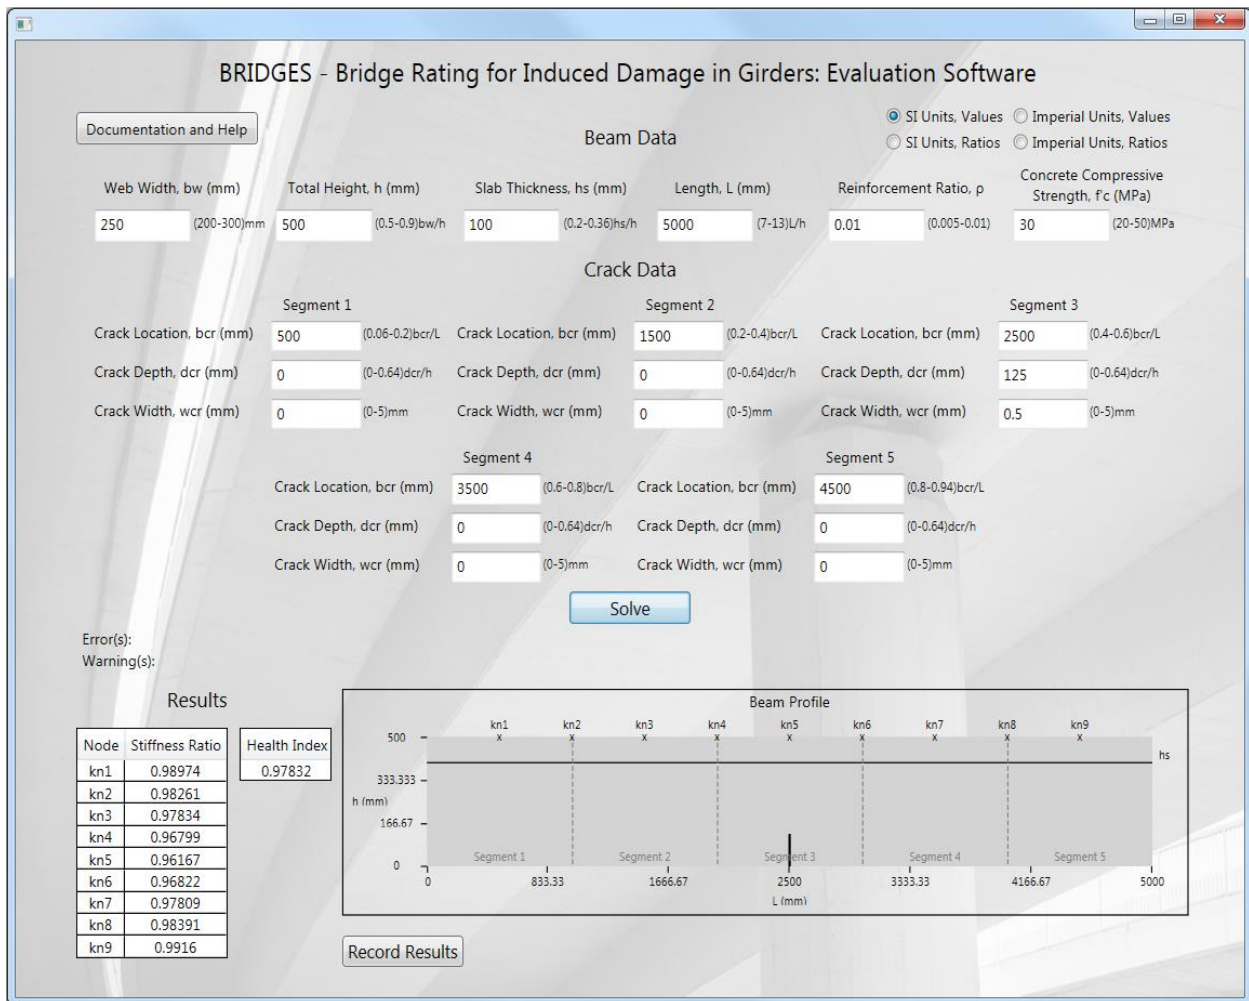 BRIDGES - Bridge Rating for Induced Damage in Girders: Evaluation Software
Documentation and Help
Beam Data
SI Units, Values Imperial Units, Values
SI Units, Ratios Imperial Units, Ratios
Web Width, bw (mm) Total Height, h (mm) Slab Thickness, hs (mm) Length, L (mm) Reinforcement Ratio, ρ Concrete Compressive
Strength, f'c (MPa)
250 (200-300)mm 500 (0.5-0.9)bw/h 100 (0.2-0.36)hs/h 5000 (7-13)L/h 0.01 (0.005-0.01) 30 (20-50)MPa
Crack Data
Segment 1 Segment 2 Segment 3
Crack Location, bcr (mm) 500 (0.06-0.2)bcr/L Crack Location, bcr (mm) 1500 (0.2-0.4)bcr/L Crack Location, bcr (mm) 2500 (0.4-0.6)bcr/L
Crack Depth, dcr (mm) 0 (0-0.64)dcr/h Crack Depth, dcr (mm) 0 (0-0.64)dcr/h Crack Depth, dcr (mm) 125 (0-0.64)dcr/h
Crack Width, wcr (mm) 0 (0-5)mm Crack Width, wcr (mm) 0 (0-5)mm Crack Width, wcr (mm) 0.5 (0-5)mm
Segment 4 Segment 5
Crack Location, bcr (mm) 3500 (0.6-0.8)bcr/L Crack Location, bcr (mm) 4500 (0.8-0.94)bcr/L
Crack Depth, dcr (mm) 0 (0-0.64)dcr/h Crack Depth, dcr (mm) 0 (0-0.64)dcr/h
Crack Width, wcr (mm) 0 (0-5)mm Crack Width, wcr (mm) 0 (0-5)mm
Solve
Error(s):
Warning(s):
Results
Node Stiffness Ratio Health Index
kn1 0.98974 0.97832
kn2 0.98261
kn3 0.97834
kn4 0.96799
kn5 0.96167
kn6 0.96822
kn7 0.97809
kn8 0.98391
kn9 0.9916
Beam Profile
kn1 kn2 kn3 kn4 kn5 kn6 kn7 kn8 kn9
x x x x x x x x x
500
hs
333.333
h (mm)
166.67
0
Segment 1 Segment 2 Segment 3 Segment 4 Segment 5
0 833.33 1666.67 2500 3333.33 4166.67 5000
L (mm)
Record Results